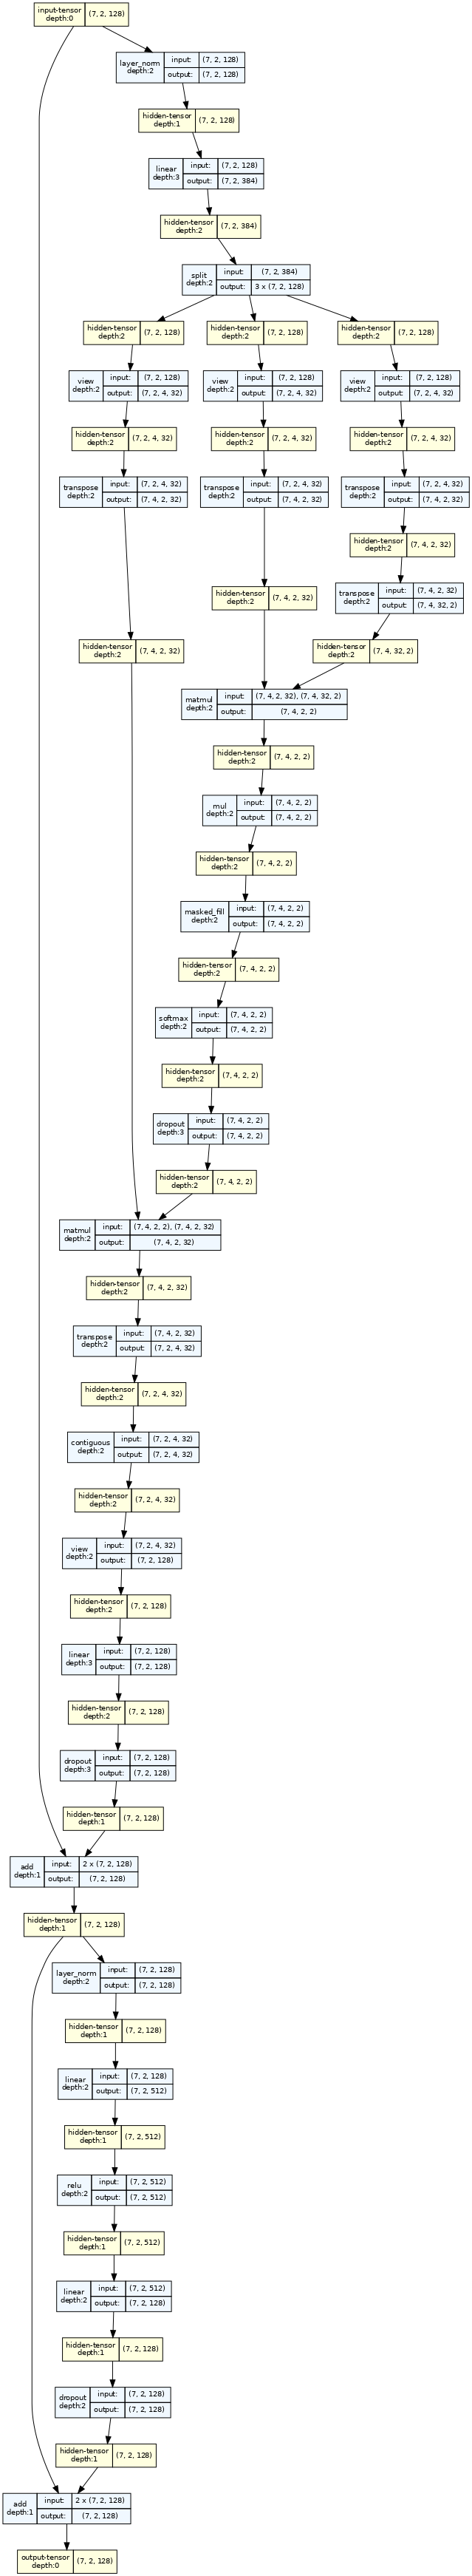 input-tensor
depth:0
(7, 2, 128)
layer_norm
depth:2
input:
(7, 2, 128)
output:
(7, 2, 128)
hidden-tensor
depth:1
(7, 2, 128)
linear
depth:3
input:
(7, 2, 128)
output:
(7, 2, 384)
hidden-tensor
depth:2
(7, 2, 384)
split
depth:2
input:
(7, 2, 384)
output:
3 x (7, 2, 128)
hidden-tensor
depth:2
(7, 2, 128)
hidden-tensor
depth:2
(7, 2, 128)
hidden-tensor
depth:2
(7, 2, 128)
view
depth:2
input:
(7, 2, 128)
output:
(7, 2, 4, 32)
view
depth:2
input:
(7, 2, 128)
output:
(7, 2, 4, 32)
view
depth:2
input:
(7, 2, 128)
output:
(7, 2, 4, 32)
hidden-tensor
depth:2
(7, 2, 4, 32)
hidden-tensor
depth:2
(7, 2, 4, 32)
hidden-tensor
depth:2
(7, 2, 4, 32)
transpose
depth:2
input:
(7, 2, 4, 32)
output:
(7, 4, 2, 32)
transpose
depth:2
input:
(7, 2, 4, 32)
output:
(7, 4, 2, 32)
transpose
depth:2
input:
(7, 2, 4, 32)
output:
(7, 4, 2, 32)
hidden-tensor
depth:2
(7, 4, 2, 32)
hidden-tensor
depth:2
(7, 4, 2, 32)
transpose
depth:2
input:
(7, 4, 2, 32)
output:
(7, 4, 32, 2)
hidden-tensor
depth:2
(7, 4, 2, 32)
hidden-tensor
depth:2
(7, 4, 32, 2)
matmul
depth:2
input:
(7, 4, 2, 32), (7, 4, 32, 2)
output:
(7, 4, 2, 2)
hidden-tensor
depth:2
(7, 4, 2, 2)
mul
depth:2
input:
(7, 4, 2, 2)
output:
(7, 4, 2, 2)
hidden-tensor
depth:2
(7, 4, 2, 2)
masked_fill
depth:2
input:
(7, 4, 2, 2)
output:
(7, 4, 2, 2)
hidden-tensor
depth:2
(7, 4, 2, 2)
softmax
depth:2
input:
(7, 4, 2, 2)
output:
(7, 4, 2, 2)
hidden-tensor
depth:2
(7, 4, 2, 2)
dropout
depth:3
input:
(7, 4, 2, 2)
output:
(7, 4, 2, 2)
hidden-tensor
depth:2
(7, 4, 2, 2)
matmul
depth:2
input:
(7, 4, 2, 2), (7, 4, 2, 32)
output:
(7, 4, 2, 32)
hidden-tensor
depth:2
(7, 4, 2, 32)
transpose
depth:2
input:
(7, 4, 2, 32)
output:
(7, 2, 4, 32)
hidden-tensor
depth:2
(7, 2, 4, 32)
contiguous
depth:2
input:
(7, 2, 4, 32)
output:
(7, 2, 4, 32)
hidden-tensor
depth:2
(7, 2, 4, 32)
view
depth:2
input:
(7, 2, 4, 32)
output:
(7, 2, 128)
hidden-tensor
depth:2
(7, 2, 128)
linear
depth:3
input:
(7, 2, 128)
output:
(7, 2, 128)
hidden-tensor
depth:2
(7, 2, 128)
dropout
depth:3
input:
(7, 2, 128)
output:
(7, 2, 128)
hidden-tensor
depth:1
(7, 2, 128)
add
depth:1
input:
2 x (7, 2, 128)
output:
(7, 2, 128)
hidden-tensor
depth:1
(7, 2, 128)
layer_norm
depth:2
input:
(7, 2, 128)
output:
(7, 2, 128)
hidden-tensor
depth:1
(7, 2, 128)
linear
depth:2
input:
(7, 2, 128)
output:
(7, 2, 512)
hidden-tensor
depth:1
(7, 2, 512)
relu
depth:2
input:
(7, 2, 512)
output:
(7, 2, 512)
hidden-tensor
depth:1
(7, 2, 512)
linear
depth:2
input:
(7, 2, 512)
output:
(7, 2, 128)
hidden-tensor
depth:1
(7, 2, 128)
dropout
depth:2
input:
(7, 2, 128)
output:
(7, 2, 128)
hidden-tensor
depth:1
(7, 2, 128)
add
depth:1
input:
2 x (7, 2, 128)
output:
(7, 2, 128)
output-tensor
depth:0
(7, 2, 128)